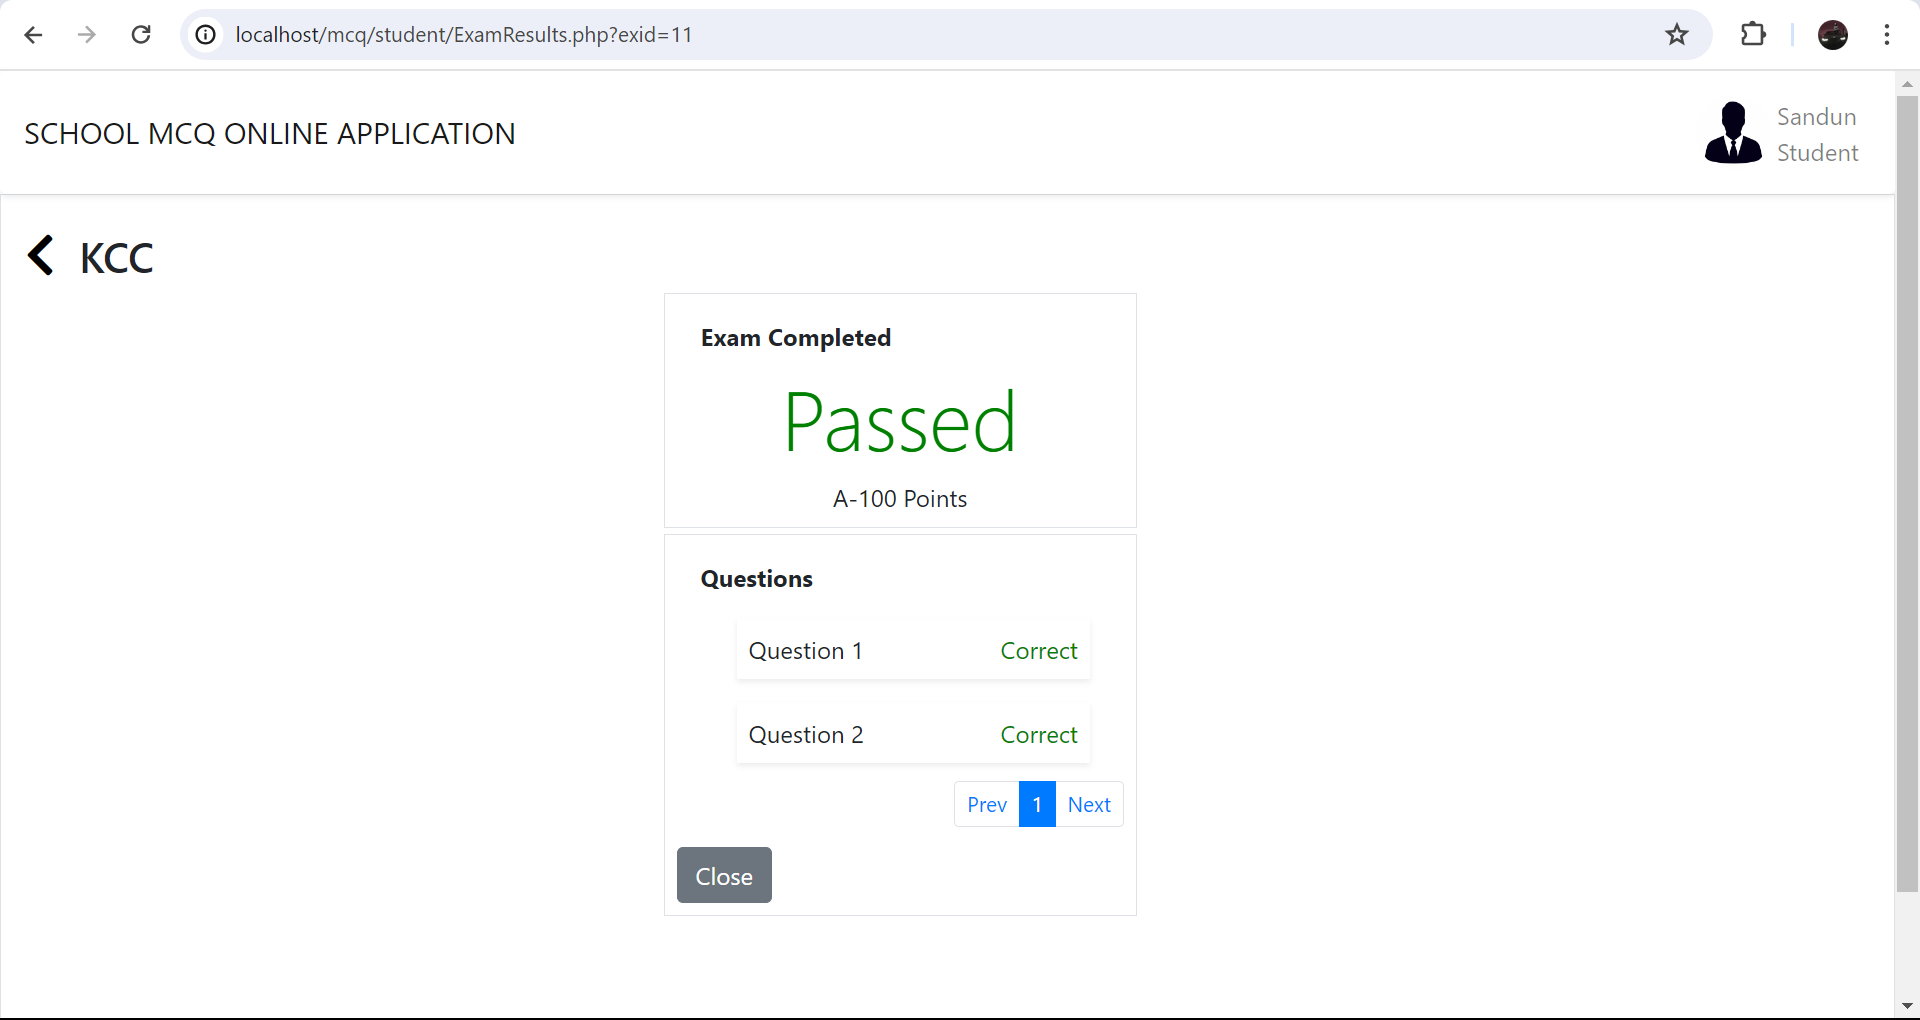 localhost/mcq/student/ExamResults.php?exid=11
SCHOOL MCQ ONLINE APPLICATION
Sandun
Student
KCC
Exam Completed
Passed
A-100 Points
Questions
Question 1 Correct
Question 2 Correct
Prev 1 Next
Close